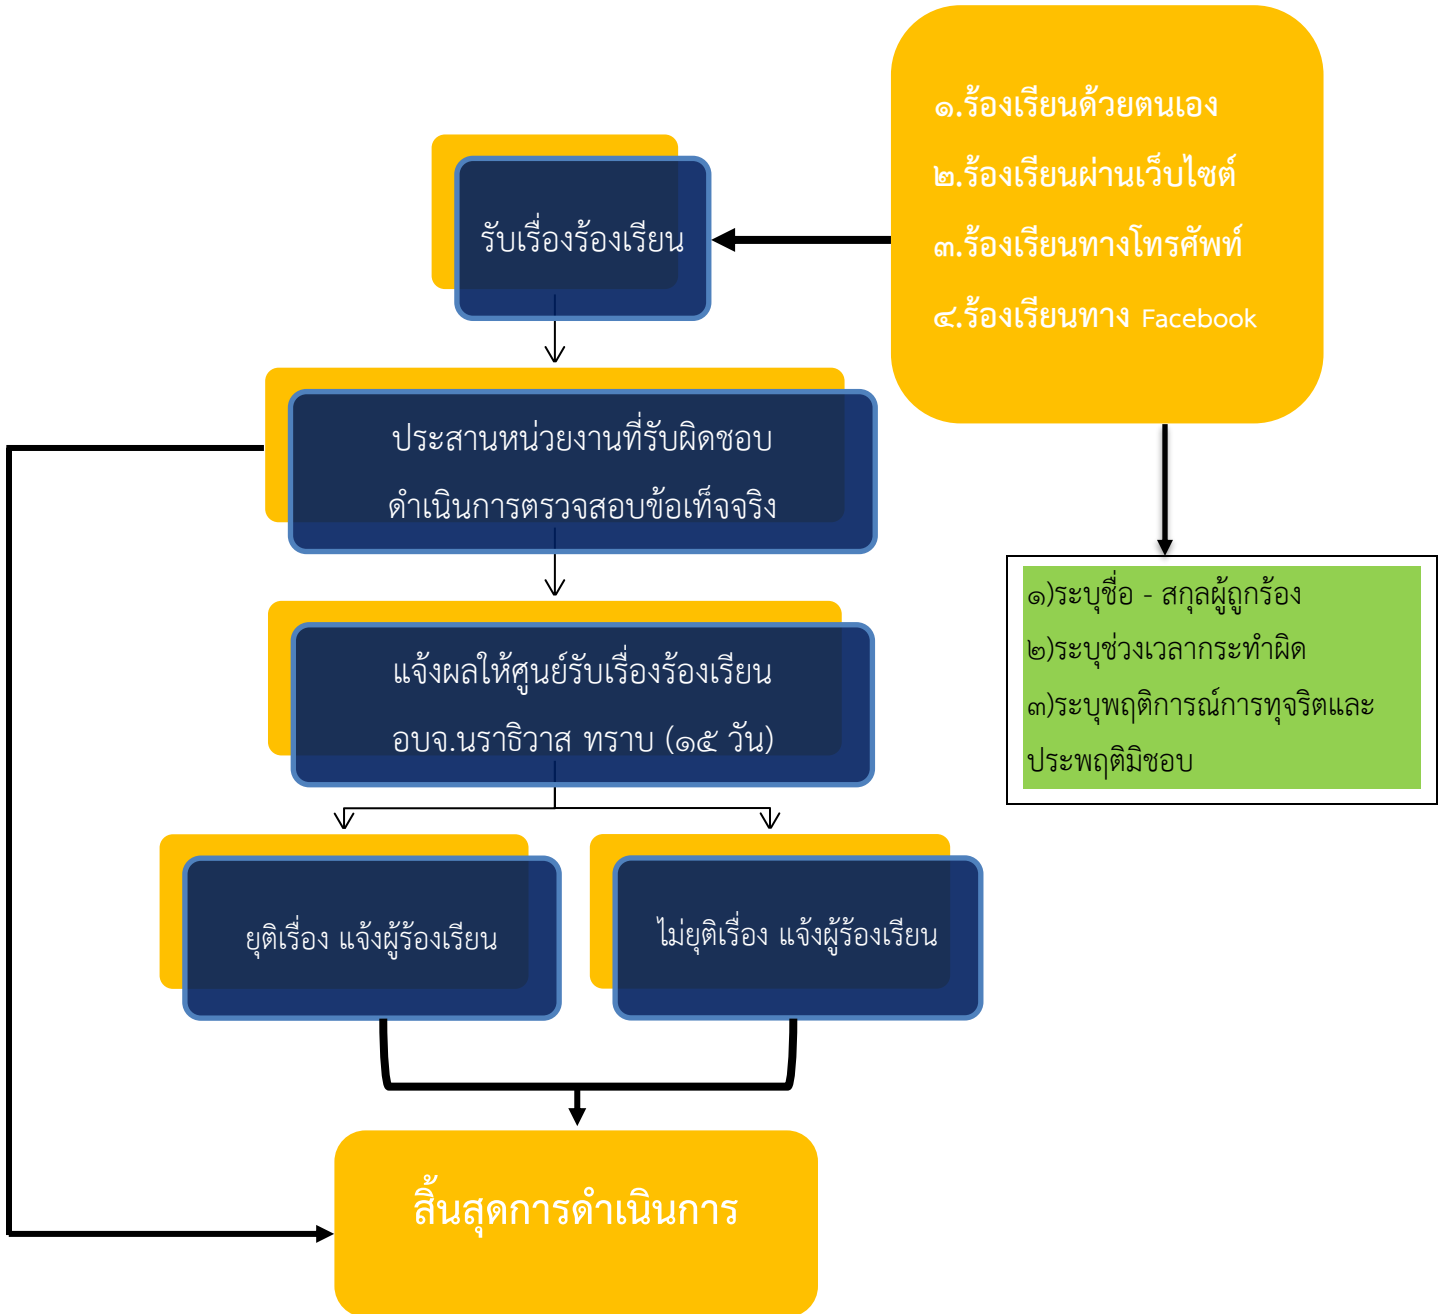 ๑.ร้องเรียนด้วยตนเอง
๒.ร้องเรียนผ่านเว็บไซต์
๓.ร้องเรียนทางโทรศัพท์
๔.ร้องเรียนทาง Facebook
รับเรื่องร้องเรียน
ประสานหน่วยงานที่รับผิดชอบ
ดำเนินการตรวจสอบข้อเท็จจริง
๑)ระบุชื่อ - สกุลผู้ถูกร้อง
๒)ระบุช่วงเวลากระทำผิด
๓)ระบุพฤติการณ์การทุจริตและ
ประพฤติมิชอบ
แจ้งผลให้ศูนย์รับเรื่องร้องเรียน
อบจ.นราธิวาส ทราบ (๑๕ วัน)
ยุติเรื่อง แจ้งผู้ร้องเรียน
ไม่ยุติเรื่อง แจ้งผู้ร้องเรียน
สิ้นสุดการดำเนินการ